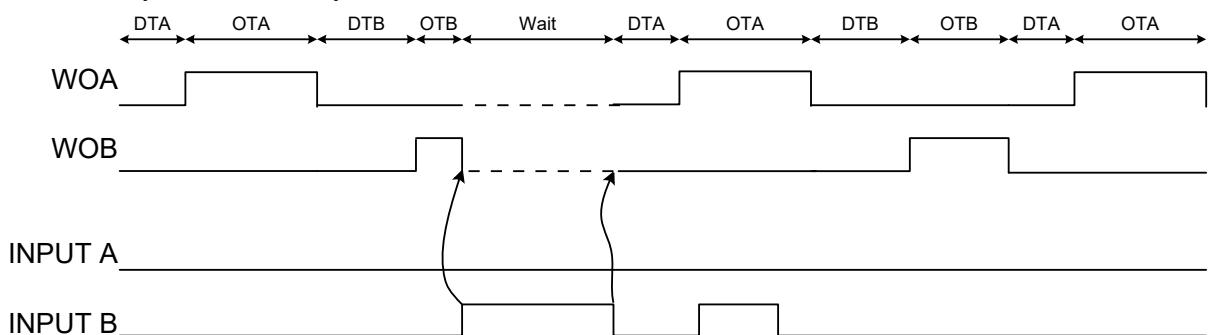 DTA OTA DTB OTB Wait DTA OTA DTB OTB DTA OTA
WOA
WOB
INPUT A
INPUT B